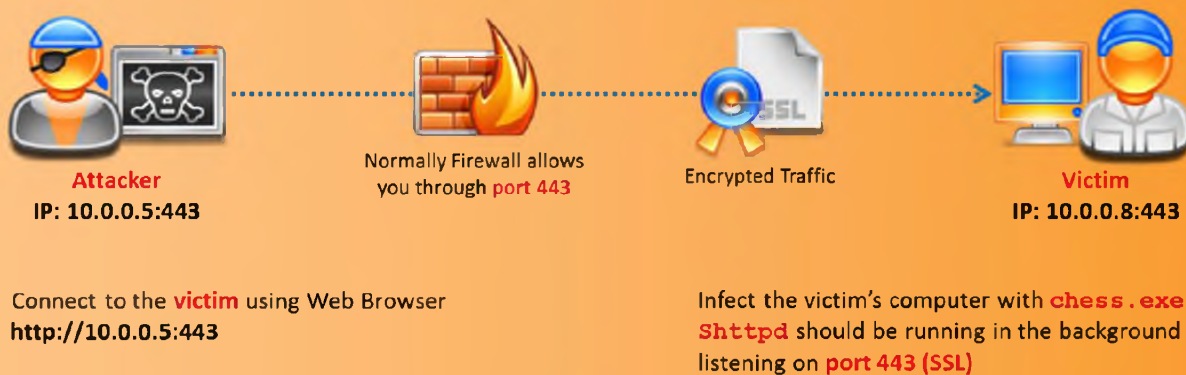 Attacker
IP: 10.0.0.5:443
Normally Firewall allows
you through port 443
SSL
Encrypted Traffic
Victim
IP: 10.0.0.8:443
Connect to the victim using Web Browser
http://10.0.0.5:443
Infect the victim's computer with chess.exe
Shttpd should be running in the background
listening on port 443 (SSL)